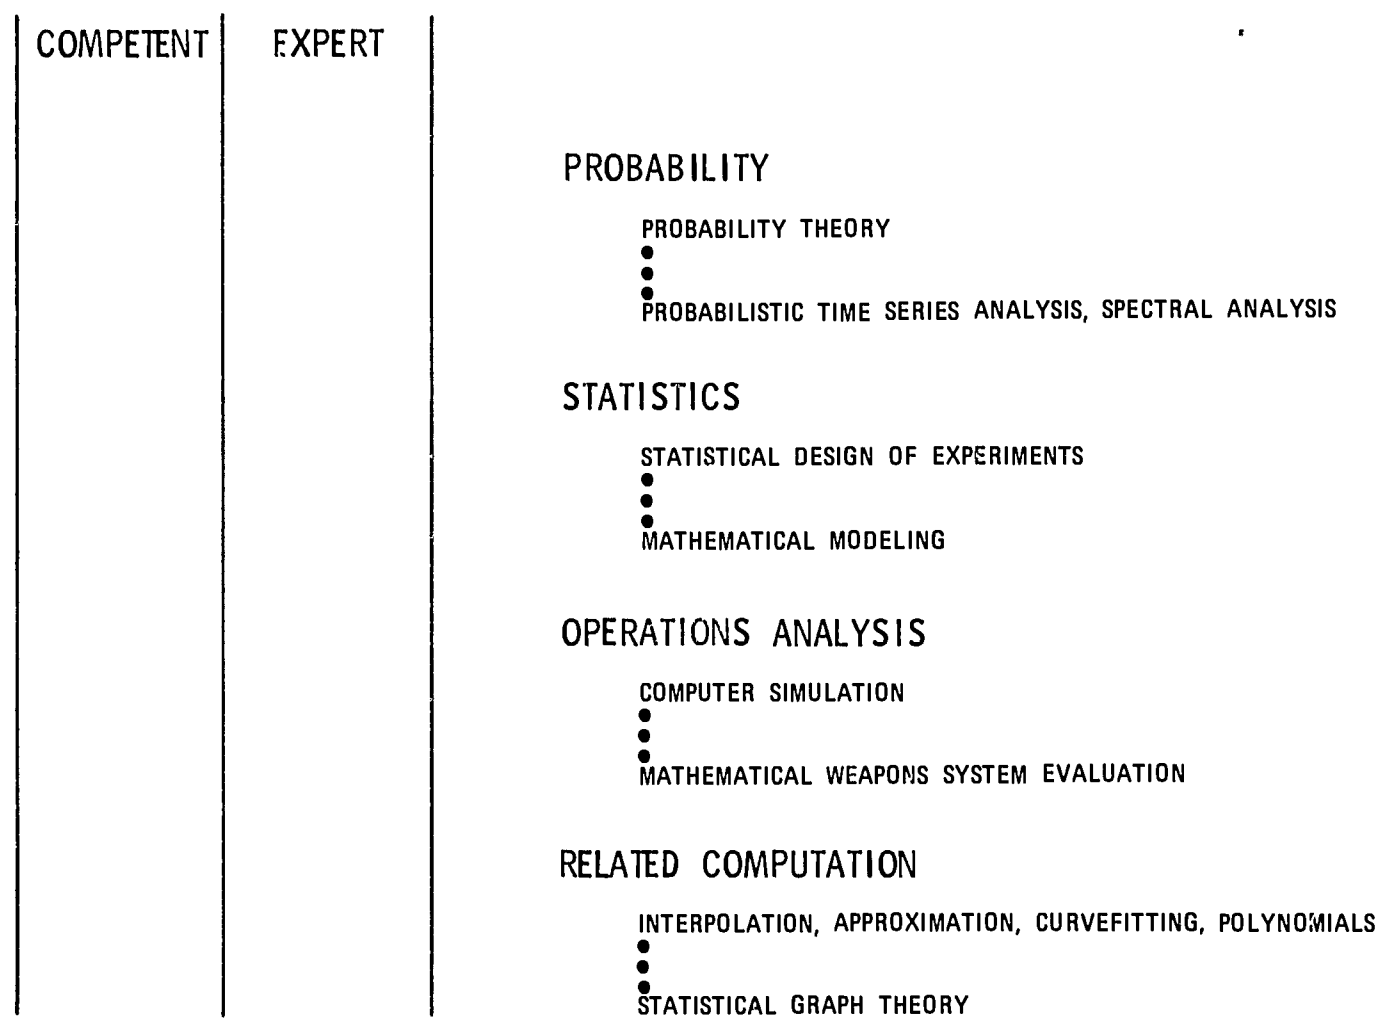 COMPETENT EXPERT
PROBABILITY
PROBABILITY THEORY
PROBABILISTIC TIME SERIES ANALYSIS, SPECTRAL ANALYSIS
STATISTICS
STATISTICAL DESIGN OF EXPERIMENTS
MATHEMATICAL MODELING
OPERATIONS ANALYSIS
COMPUTER SIMULATION
MATHEMATICAL WEAPONS SYSTEM EVALUATION
RELATED COMPUTATION
INTERPOLATION, APPROXIMATION, CURVEFITTING, POLYNOMIALS
STATISTICAL GRAPH THEORY